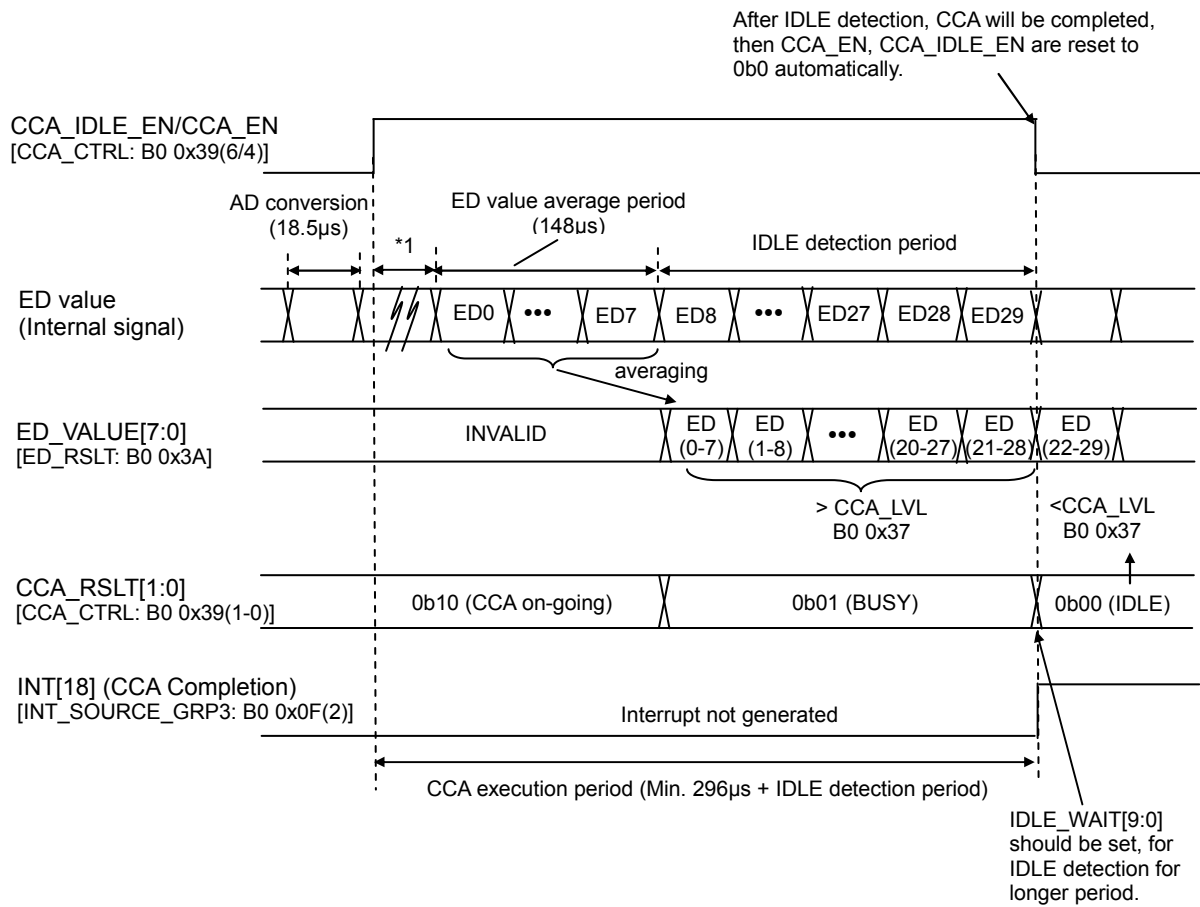 After IDLE detection, CCA will be completed,
then CCA_EN, CCA_IDLE_EN are reset to
0b0 automatically.
CCA_IDLE_EN/CCA_EN
[CCA_CTRL: B0 0x39(6/4)]
AD conversion
(18.5µs)
*1
ED value average period
(148µs)
IDLE detection period
ED value
(Internal signal)
ED0
•••
ED7
ED8
•••
ED27
ED28
ED29
averaging
ED_VALUE[7:0]
[ED_RSLT: B0 0x3A]
INVALID
ED
(0-7)
ED
(1-8)
•••
ED
(20-27)
ED
(21-28)
ED
(22-29)
> CCA_LVL
B0 0x37
<CCA_LVL
B0 0x37
CCA_RSLT[1:0]
[CCA_CTRL: B0 0x39(1-0)]
0b10 (CCA on-going)
0b01 (BUSY)
0b00 (IDLE)
INT[18] (CCA Completion)
[INT_SOURCE_GRP3: B0 0x0F(2)]
Interrupt not generated
CCA execution period (Min. 296µs + IDLE detection period)
IDLE_WAIT[9:0]
should be set, for
IDLE detection for
longer period.